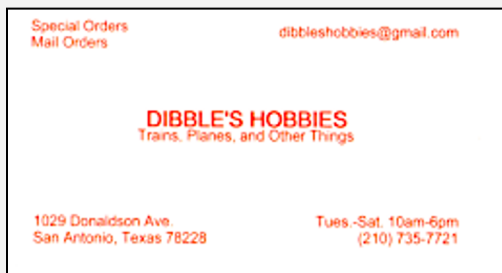 Special Orders
Mail Orders
dibbleshobbies@gmail.com
DIBBLE'S HOBBIES
Trains, Planes, and Other Things
1029 Donaldson Ave.
San Antonio, Texas 78228
Tues.-Sat. 10am-6pm
(210) 735-7721